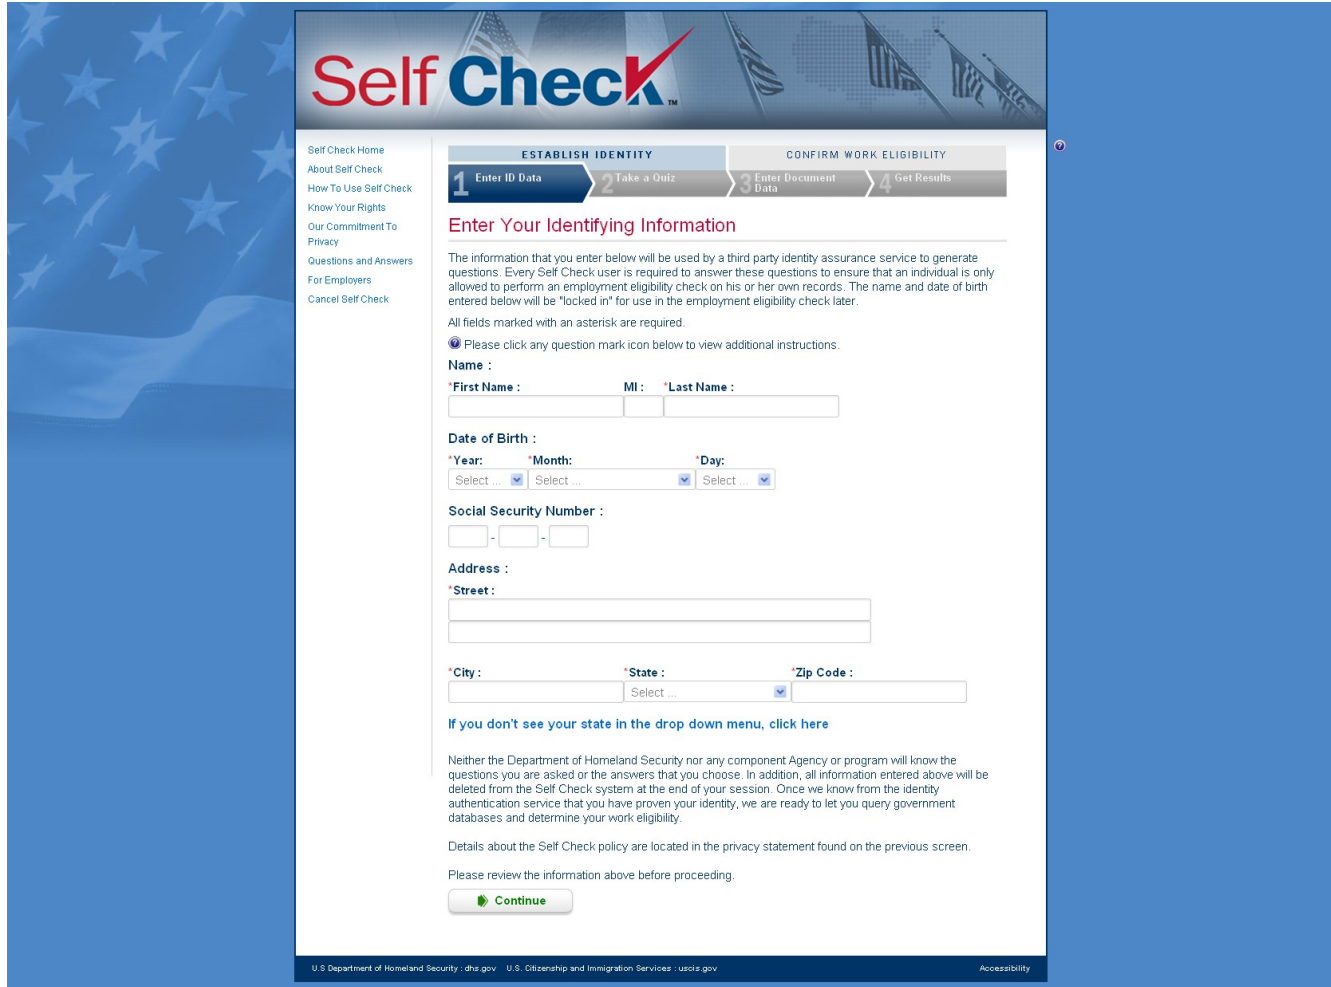 Self Check™
Self Check Home
About Self Check
How To Use Self Check
Know Your Rights
Our Commitment To
Privacy
Questions and Answers
For Employers
Cancel Self Check
ESTABLISH IDENTITY
CONFIRM WORK ELIGIBILITY
1 Enter ID Data
2 Take a Quiz
3 Enter Document
Data
4 Get Results
Enter Your Identifying Information
The information that you enter below will be used by a third party identity assurance service to generate
questions. Every Self Check user is required to answer these questions to ensure that an individual is only
allowed to perform an employment eligibility check on his or her own records. The name and date of birth
entered below will be "locked in" for use in the employment eligibility check later.
All fields marked with an asterisk are required.
? Please click any question mark icon below to view additional instructions.
Name :
*First Name : MI : *Last Name :
Date of Birth :
*Year: *Month: *Day:
Select ... Select ... Select ...
Social Security Number :
- -
Address :
*Street :
*City : *State : *Zip Code :
Select ...
If you don't see your state in the drop down menu, click here
Neither the Department of Homeland Security nor any component Agency or program will know the
questions you are asked or the answers that you choose. In addition, all information entered above will be
deleted from the Self Check system at the end of your session. Once we know from the identity
authentication service that you have proven your identity, we are ready to let you query government
databases and determine your work eligibility.
Details about the Self Check policy are located in the privacy statement found on the previous screen.
Please review the information above before proceeding.
Continue
U.S Department of Homeland Security : dhs.gov U.S. Citizenship and Immigration Services : uscis.gov Accessibility